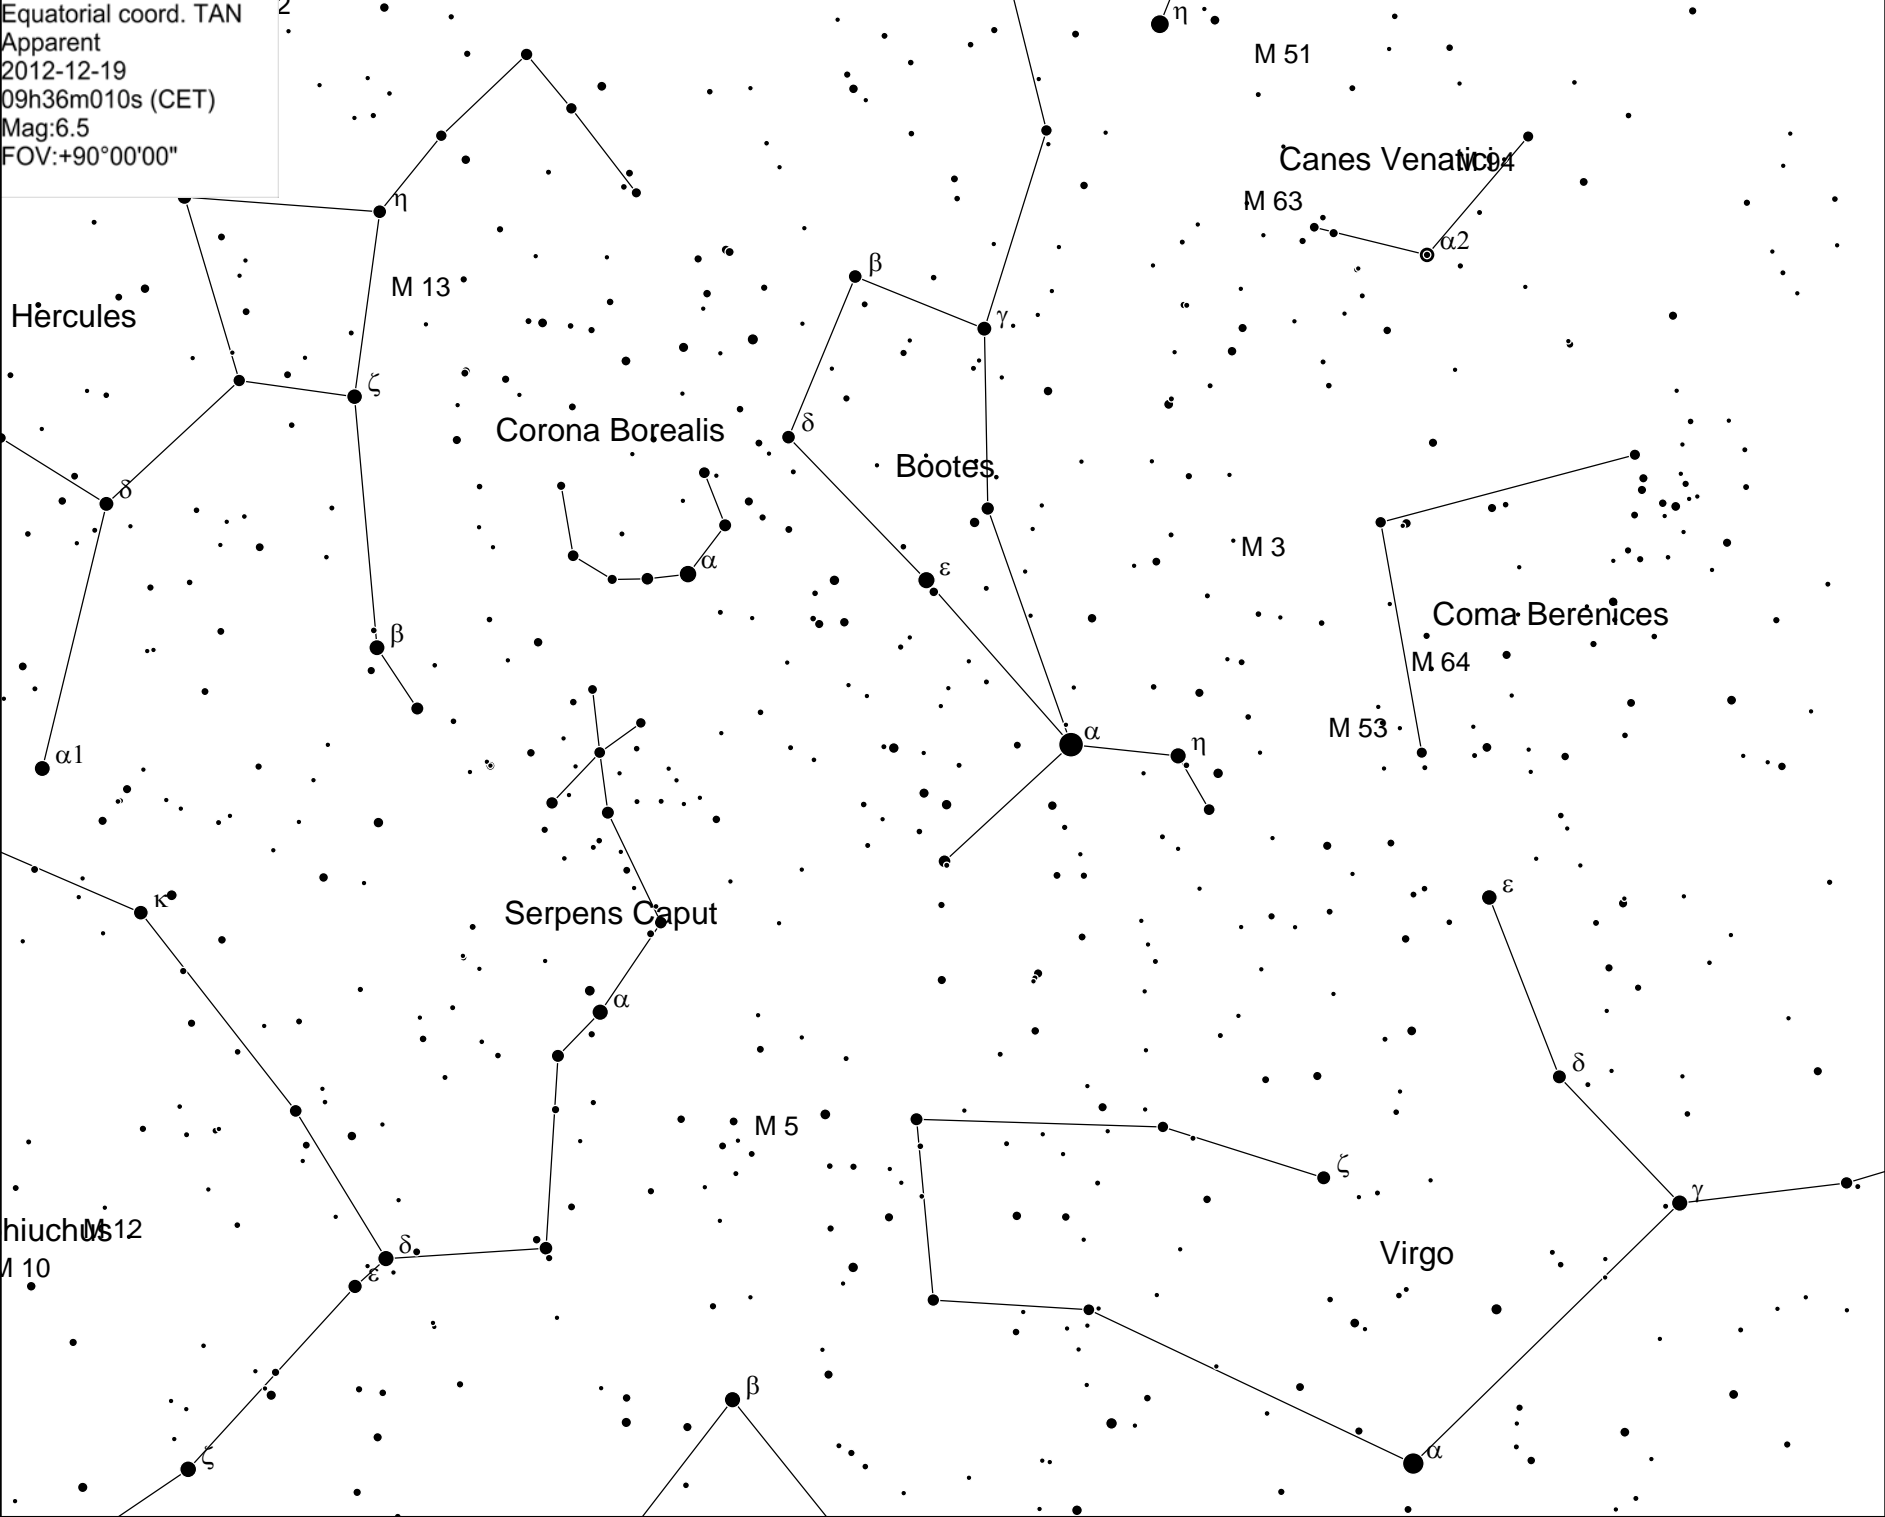 2
Equatorial coord. TAN
Apparent
2012-12-19
09h36m010s (CET)
Mag:6.5
FOV:+90°00'00"
η
M 51
Canes Venatici
M 94
M 63
η
α2
β
M 13
Hercules
γ
ζ
δ
Corona Borealis
Bootes
δ
M 3
α
ε
Coma Berenices
β
M 64
M 53
α
η
α1
ε
κ
Serpens Caput
α
δ
M 5
ζ
γ
hiuchus
M 12
δ
Virgo
M 10
ε
β
α
ζ